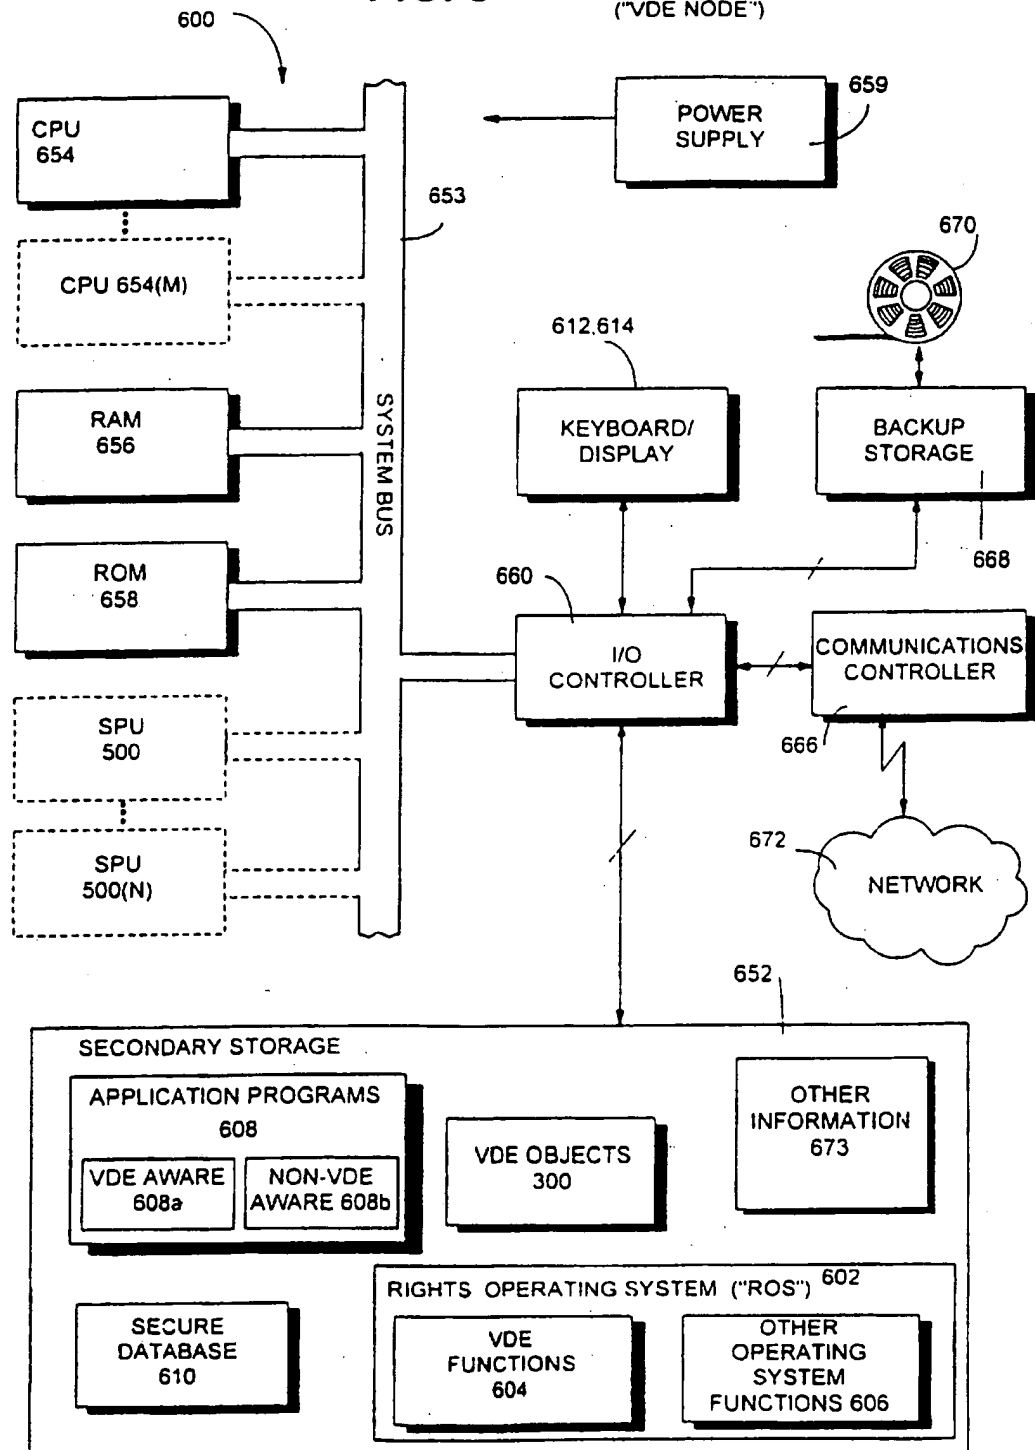 ("VDE NODE")
600
CPU
654
POWER
SUPPLY
659
653
CPU 654(M)
670
612,614
RAM
656
SYSTEM BUS
KEYBOARD/
DISPLAY
BACKUP
STORAGE
668
ROM
658
660
I/O
CONTROLLER
COMMUNICATIONS
CONTROLLER
666
SPU
500
SPU
500(N)
672
NETWORK
652
SECONDARY STORAGE
APPLICATION PROGRAMS
608
VDE AWARE
608a
NON-VDE
AWARE 608b
VDE OBJECTS
300
OTHER
INFORMATION
673
SECURE
DATABASE
610
RIGHTS OPERATING SYSTEM ("ROS") 602
VDE
FUNCTIONS
604
OTHER
OPERATING
SYSTEM
FUNCTIONS 606